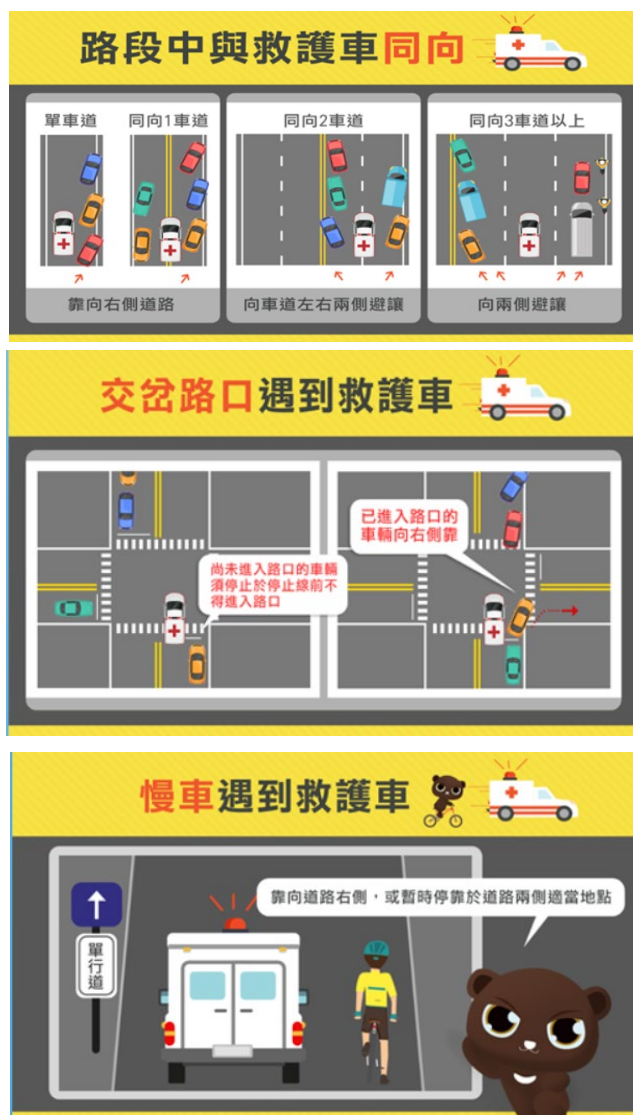 路段中與救護車同向
單車道
同向1車道
靠向右側道路
同向2車道
向車道左右兩側避讓
同向3車道以上
向兩側避讓
交岔路口遇到救護車
尚未進入路口的車輛
須停止於停止線前不
得進入路口
已進入路口的
車輛向右側靠
慢車遇到救護車
單行道
靠向道路右側，或暫時停靠於道路兩側適當地點